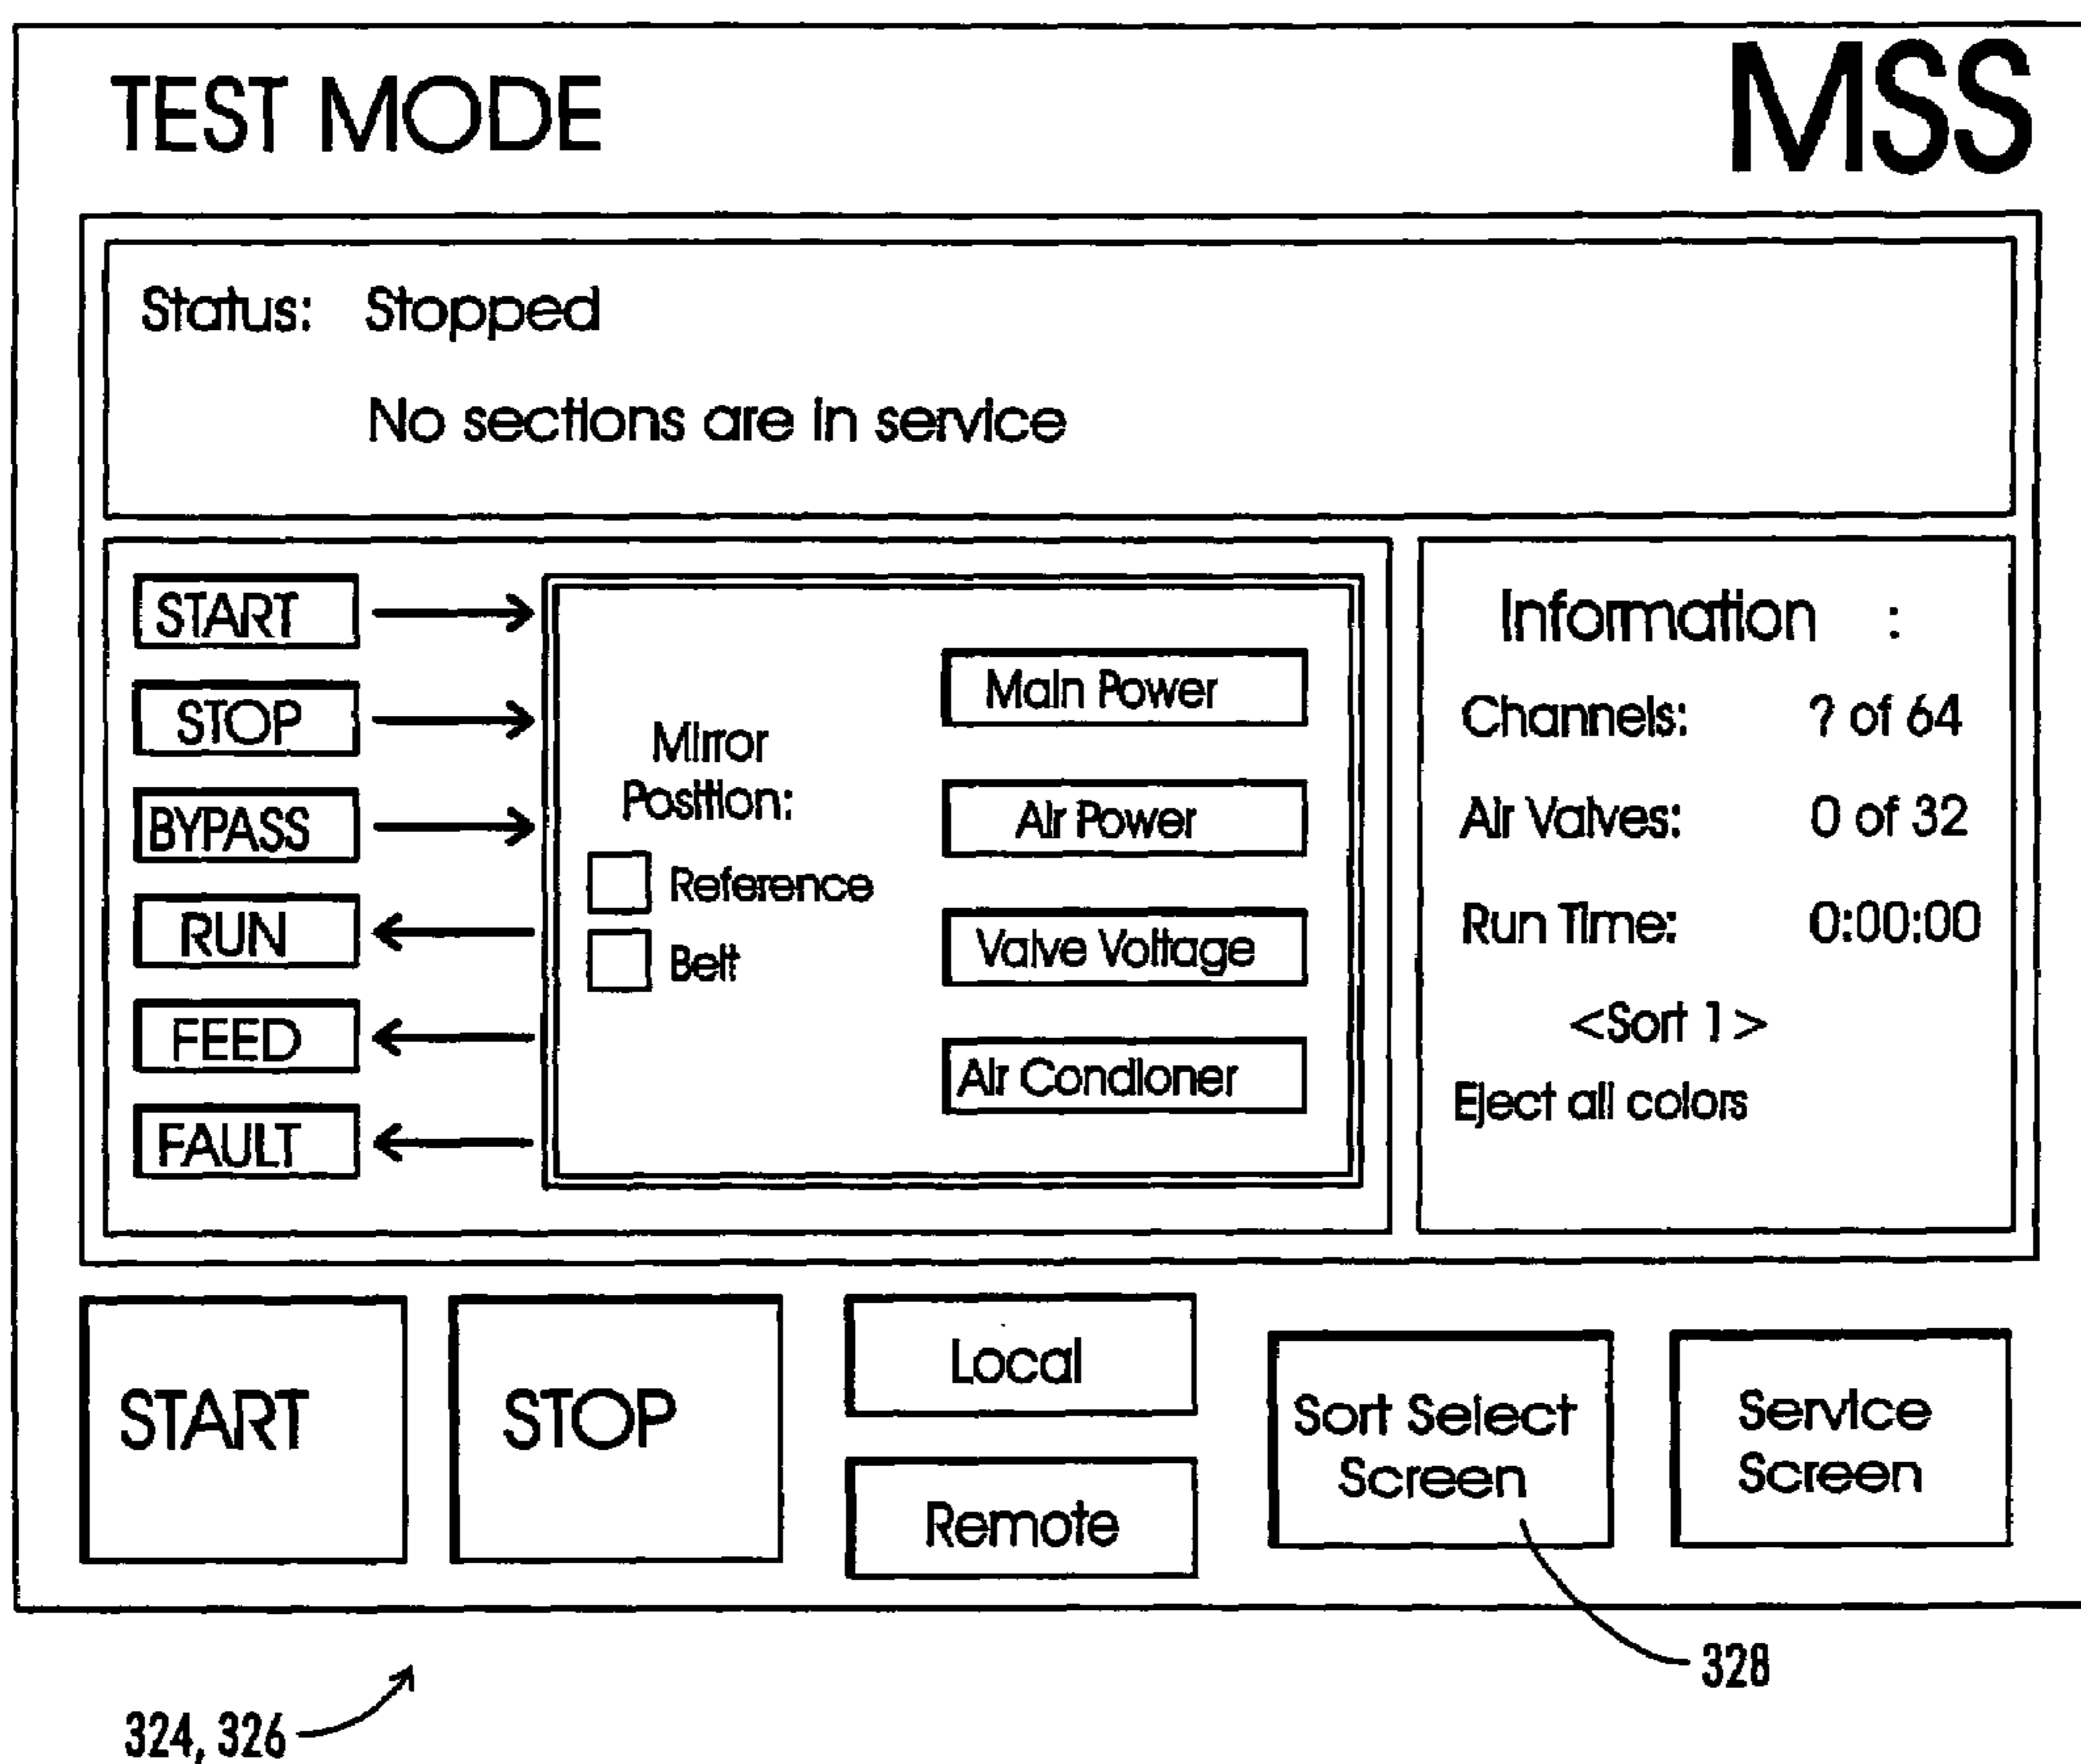 TEST MODE
MSS
Status: Stopped
No sections are in service
START
STOP
BYPASS
RUN
FEED
FAULT
Mirror
Position:
Reference
Belt
Main Power
Air Power
Valve Voltage
Air Condioner
Information :
Channels: ? of 64
Air Valves: 0 of 32
Run Time: 0:00:00
<Sort 1>
Eject all colors
START
STOP
Local
Remote
Sort Select
Screen
Service
Screen
328
324, 326